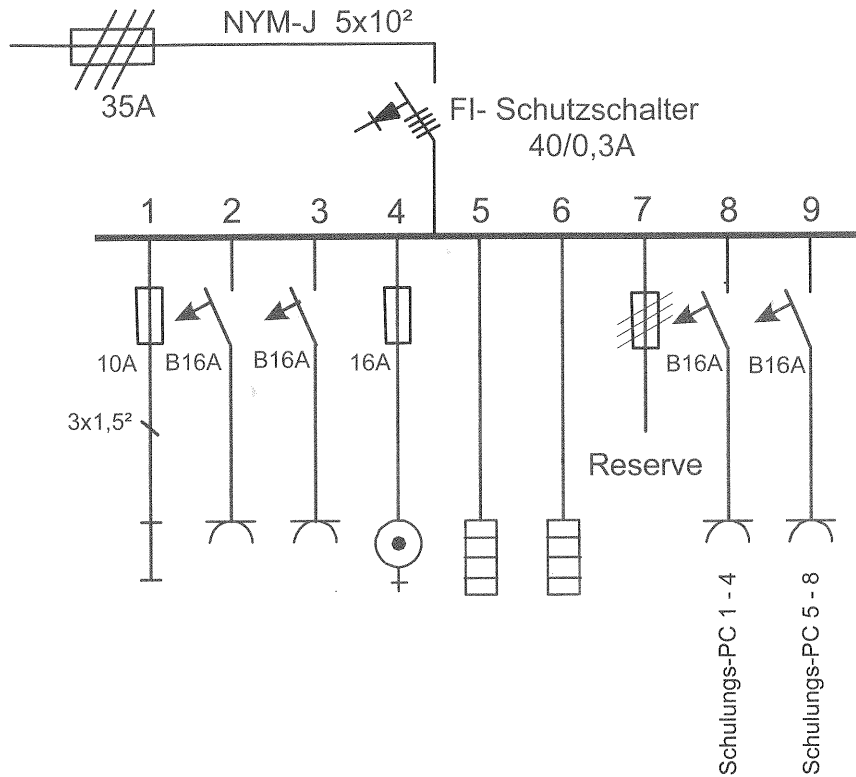 NYM-J 5x10²
35A
FI- Schutzschalter
40/0,3A
1 2 3 4 5 6 7 8 9
10A B16A B16A 16A B16A B16A
3x1,5²
Reserve
Schulungs-PC 1 - 4
Schulungs-PC 5 - 8